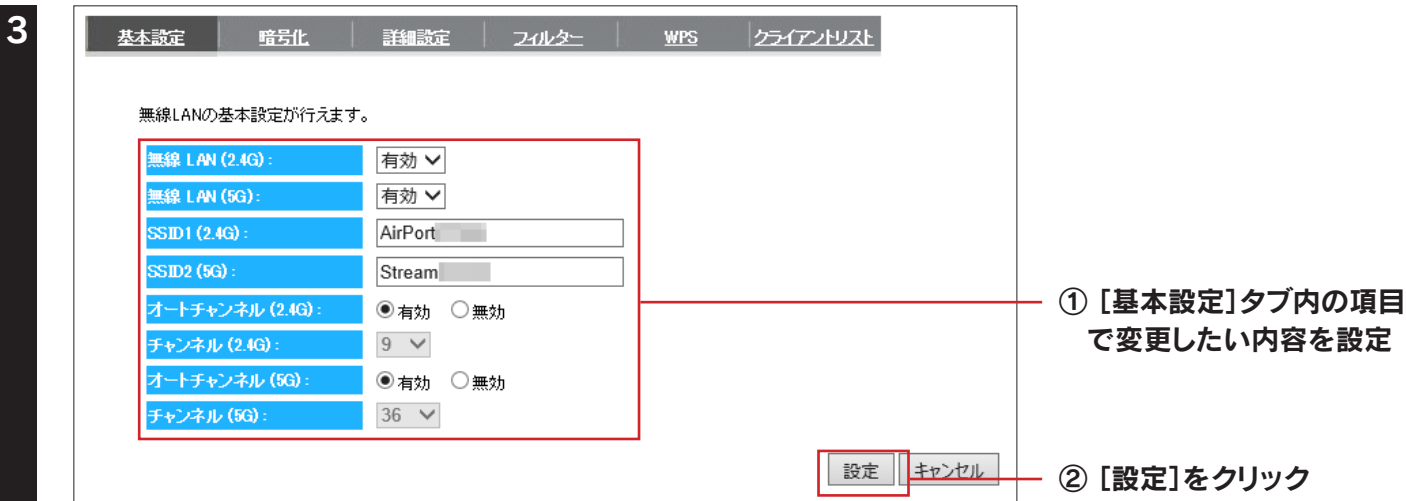 3
基本設定 暗号化 詳細設定 フィルター WPS クライアントリスト
無線LANの基本設定が行えます。
無線 LAN (2.4G) : 有効
無線 LAN (5G) : 有効
SSID1 (2.4G) : AirPort
SSID2 (5G) : Stream
オートチャンネル (2.4G) : 有効 無効
チャンネル (2.4G) : 9
オートチャンネル (5G) : 有効 無効
チャンネル (5G) : 36
① [基本設定]タブ内の項目
で変更したい内容を設定
設定 キャンセル
② [設定]をクリック